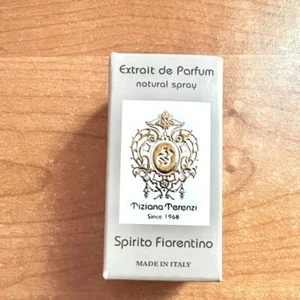 Extrait de Parfum
natural spray
Tiziana Terenzi
Since 1968
Spirito Fiorentino
MADE IN ITALY